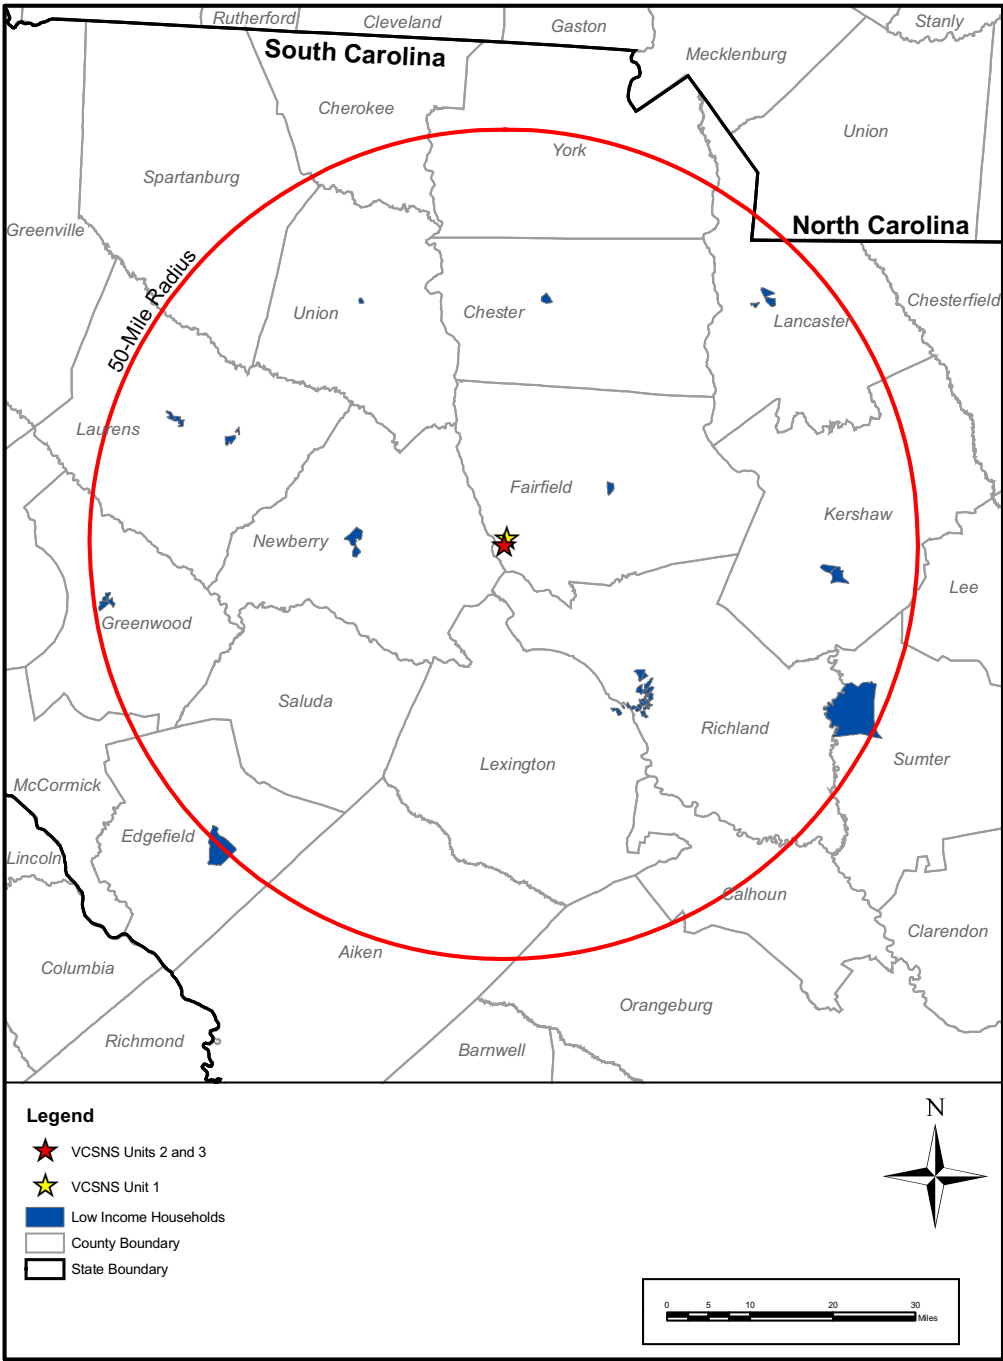 Rutherford
Cleveland
Gaston
Stanly
South Carolina
Mecklenburg
Cherokee
Union
York
Spartanburg
Greenville
North Carolina
50-Mile Radius
Chesterfield
Union
Chester
Lancaster
Laurens
Fairfield
Kershaw
Newberry
Lee
Greenwood
Saluda
Richland
Lexington
Sumter
McCormick
Edgefield
Lincoln
Calhoun
Clarendon
Aiken
Columbia
Orangeburg
Richmond
Barnwell
Legend
VCSNS Units 2 and 3
VCSNS Unit 1
Low Income Households
County Boundary
State Boundary
N
0 5 10 20 30
Miles